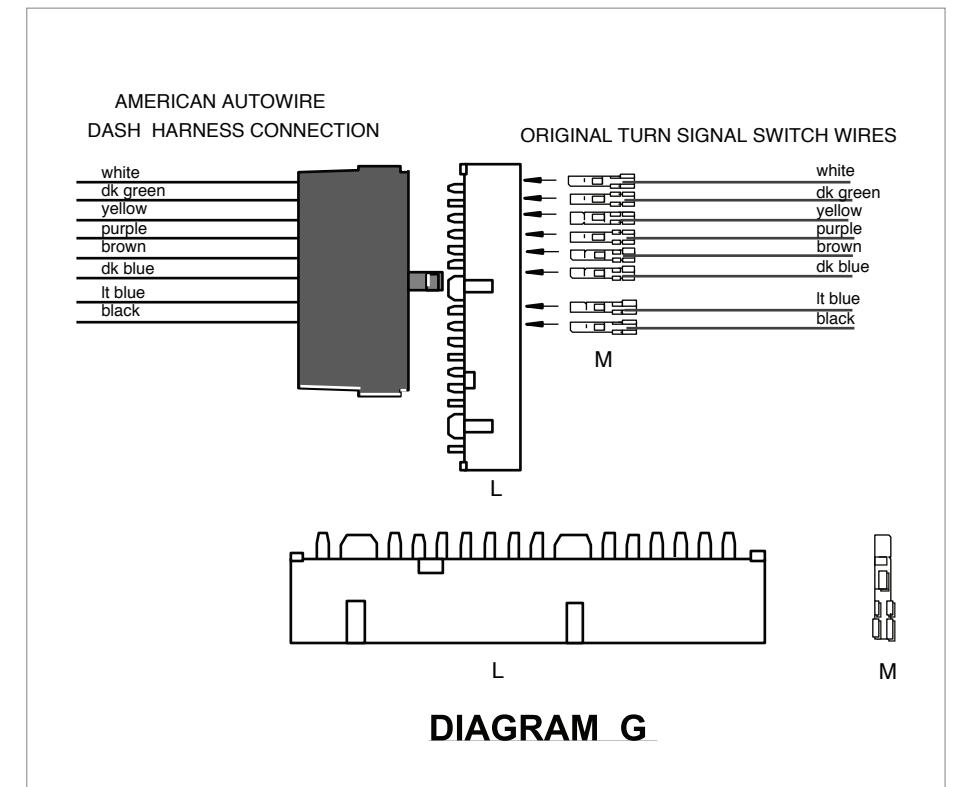 AMERICAN AUTOWIRE
DASH HARNESS CONNECTION
white
dk green
yellow
purple
brown
dk blue
lt blue
black
ORIGINAL TURN SIGNAL SWITCH WIRES
white
dk green
yellow
purple
brown
dk blue
lt blue
black
M
L
L
M
DIAGRAM G